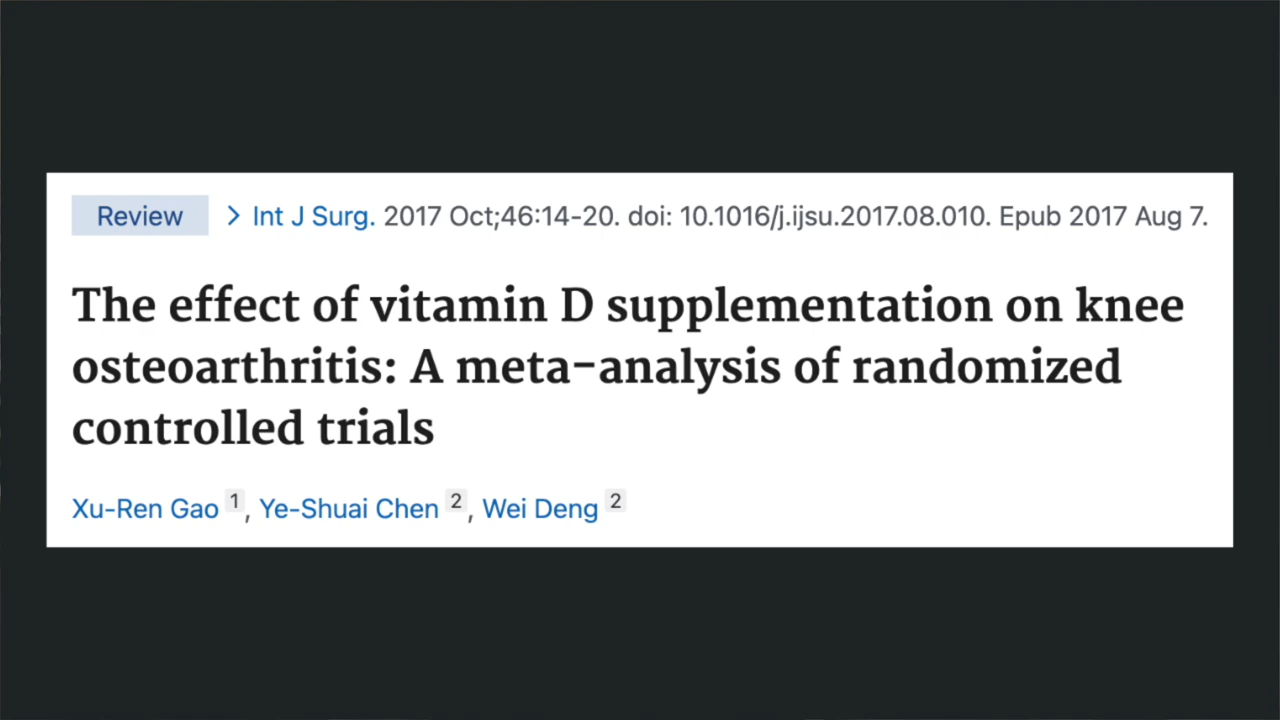 Review > Int J Surg. 2017 Oct;46:14-20. doi: 10.1016/j.ijsu.2017.08.010. Epub 2017 Aug 7.
The effect of vitamin D supplementation on knee
osteoarthritis: A meta-analysis of randomized
controlled trials
Xu-Ren Gao 1, Ye-Shuai Chen 2, Wei Deng 2